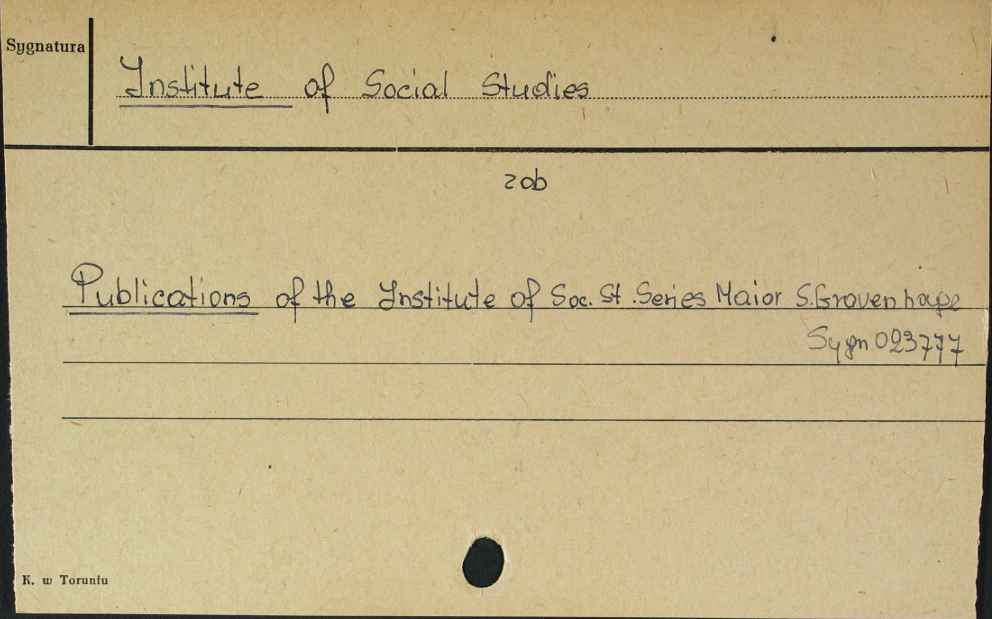 Sygnatura
Institute of Social Studies
zob
Publications of the Institute of Soc. St. Series Maior S.Gravenhage
Sygn 023777
K. w Toruniu